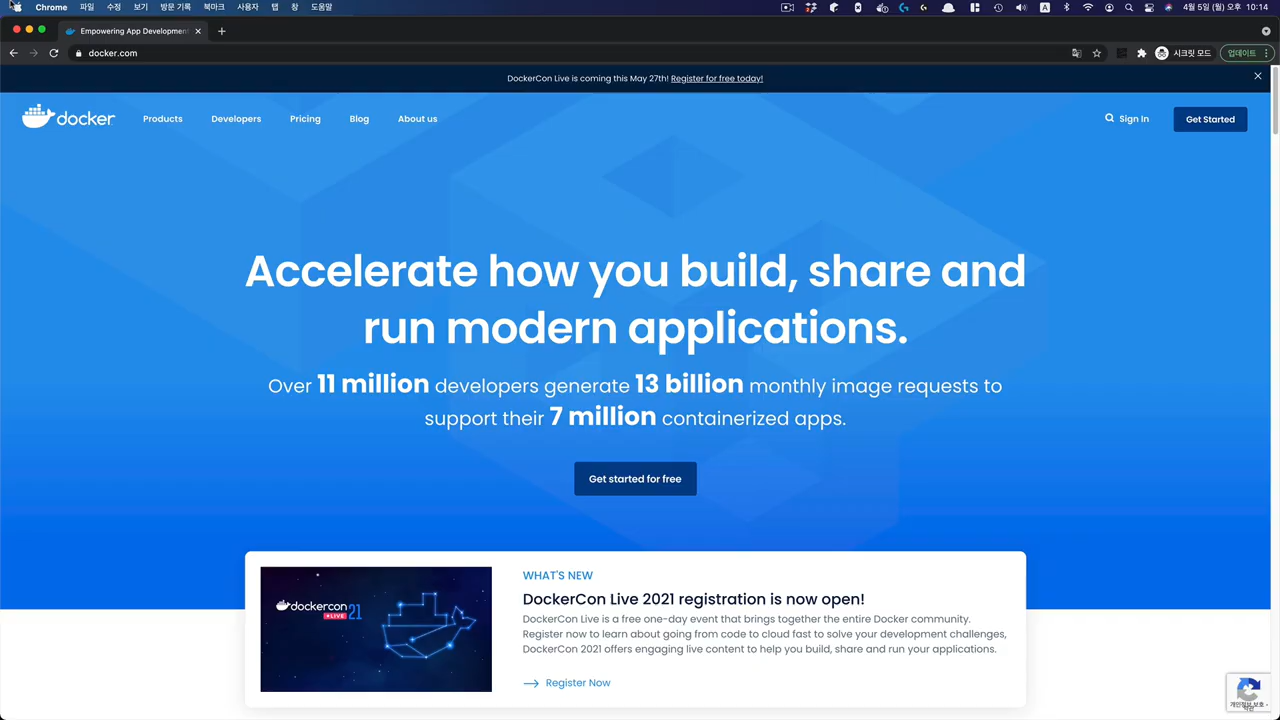 Chrome 파일 수정 보기 방문 기록 북마크 사용자 탭 창 도움말 A 4월 5일 (월) 오전 10:14
Empowering App Development
docker.com 시크릿 모드 업데이트
DockerCon Live is coming this May 27th! Register for free today!
docker Products Developers Pricing Blog About us Sign In Get Started
Accelerate how you build, share and
run modern applications.
Over 11 million developers generate 13 billion monthly image requests to
support their 7 million containerized apps.
Get started for free
dockercon
LIVE 21
WHAT'S NEW
DockerCon Live 2021 registration is now open!
DockerCon Live is a free one-day event that brings together the entire Docker community.
Register now to learn about going from code to cloud fast to solve your development challenges,
DockerCon 2021 offers engaging live content to help you build, share and run your applications.
Register Now
개인정보 보호 -